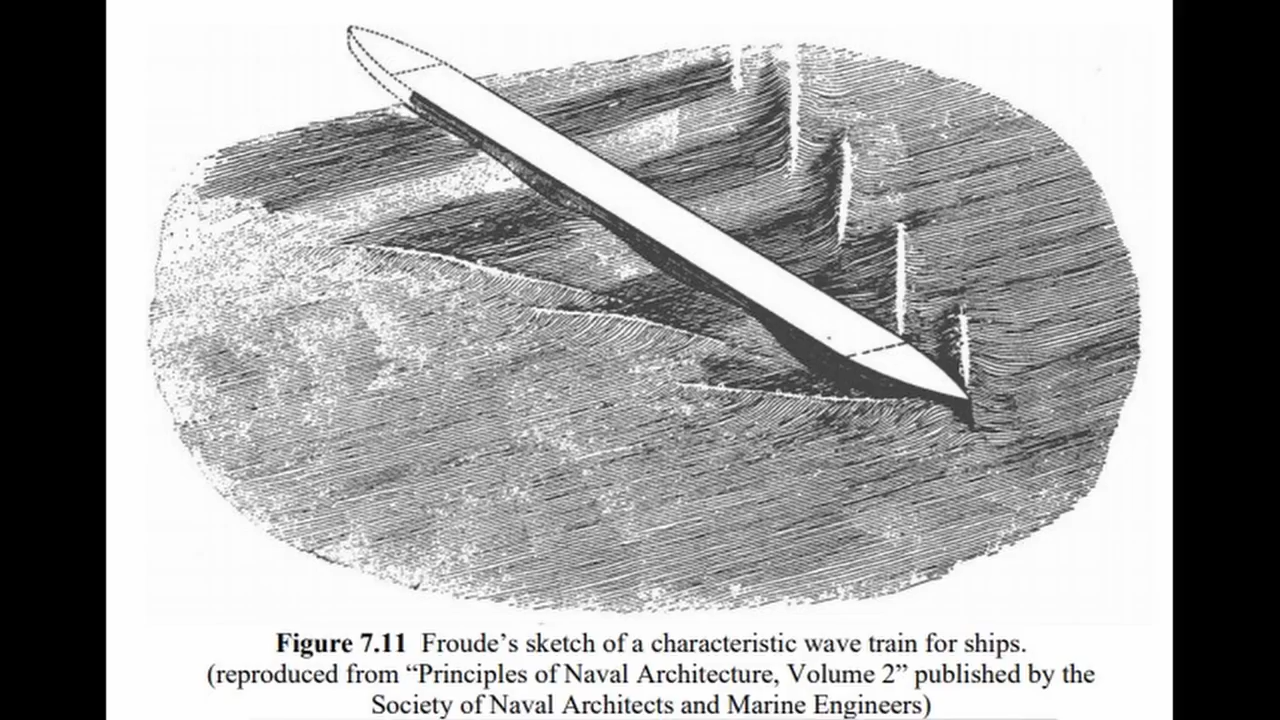 Figure 7.11 Froude’s sketch of a characteristic wave train for ships.
(reproduced from “Principles of Naval Architecture, Volume 2” published by the
Society of Naval Architects and Marine Engineers)